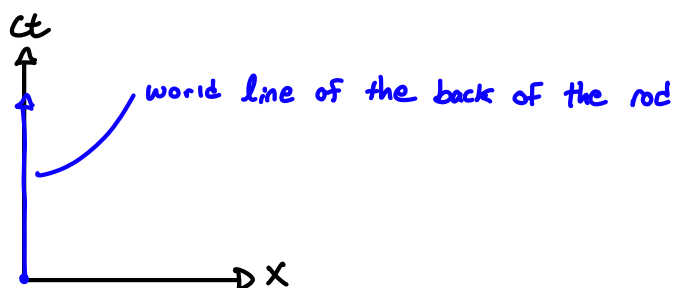 ct
world line of the back of the rod
x